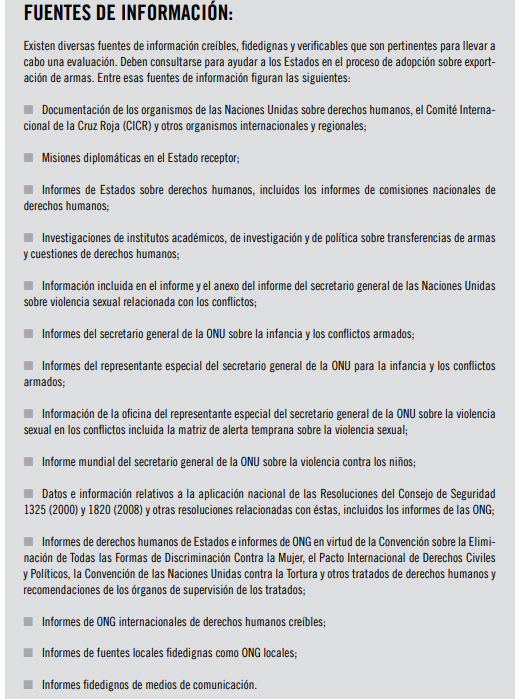 FUENTES DE INFORMACIÓN:
Existen diversas fuentes de información creíbles, fidedignas y verificables que son pertinentes para llevar a
cabo una evaluación. Deben consultarse para ayudar a los Estados en el proceso de adopción sobre export-
ación de armas. Entre esas fuentes de información figuran las siguientes:
■ Documentación de los organismos de las Naciones Unidas sobre derechos humanos, el Comité Interna-
cional de la Cruz Roja (CICR) y otros organismos internacionales y regionales;
■ Misiones diplomáticas en el Estado receptor;
■ Informes de Estados sobre derechos humanos, incluidos los informes de comisiones nacionales de
derechos humanos;
■ Investigaciones de institutos académicos, de investigación y de política sobre transferencias de armas
y cuestiones de derechos humanos;
■ Información incluida en el informe y el anexo del informe del secretario general de las Naciones Unidas
sobre violencia sexual relacionada con los conflictos;
■ Informes del secretario general de la ONU sobre la infancia y los conflictos armados;
■ Informes del representante especial del secretario general de la ONU para la infancia y los conflictos
armados;
■ Información de la oficina del representante especial del secretario general de la ONU sobre la violencia
sexual en los conflictos incluida la matriz de alerta temprana sobre la violencia sexual;
■ Informe mundial del secretario general de la ONU sobre la violencia contra los niños;
■ Datos e información relativos a la aplicación nacional de las Resoluciones del Consejo de Seguridad
1325 (2000) y 1820 (2008) y otras resoluciones relacionadas con éstas, incluidos los informes de las ONG;
■ Informes de derechos humanos de Estados e informes de ONG en virtud de la Convención sobre la Elimi-
nación de Todas las Formas de Discriminación Contra la Mujer, el Pacto Internacional de Derechos Civiles
y Políticos, la Convención de las Naciones Unidas contra la Tortura y otros tratados de derechos humanos y
recomendaciones de los órganos de supervisión de los tratados;
■ Informes de ONG internacionales de derechos humanos creíbles;
■ Informes de fuentes locales fidedignas como ONG locales;
■ Informes fidedignos de medios de comunicación.